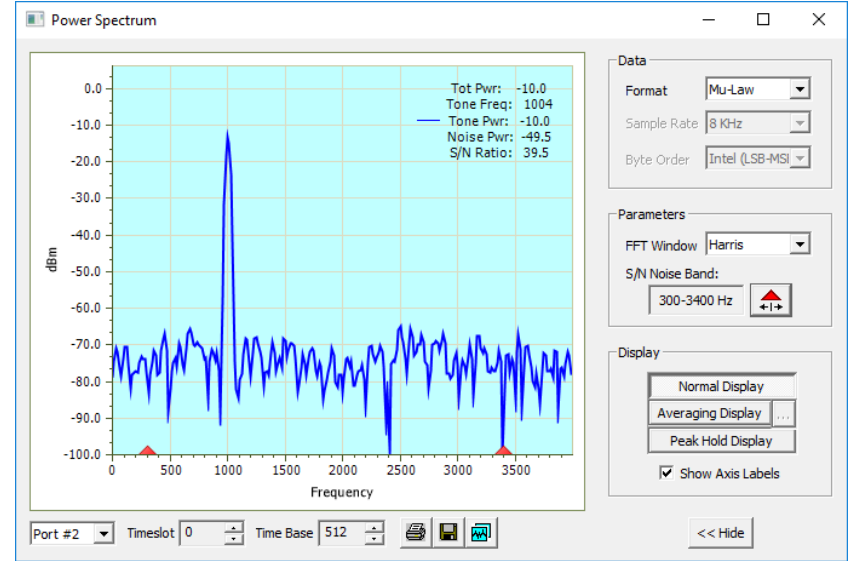 Power Spectrum
0.0
-10.0
-20.0
-30.0
-40.0
-50.0
-60.0
-70.0
-80.0
-90.0
-100.0
dBm
Tot Pwr: -10.0
Tone Freq: 1004
Tone Pwr: -10.0
Noise Pwr: -49.5
S/N Ratio: 39.5
0 500 1000 1500 2000 2500 3000 3500
Frequency
Data
Format Mu-Law
Sample Rate 8 KHz
Byte Order Intel (LSB-MSI
Parameters
FFT Window Harris
S/N Noise Band:
300-3400 Hz
Display
Normal Display
Averaging Display ...
Peak Hold Display
Show Axis Labels
Port #2 Timeslot 0 Time Base 512 << Hide